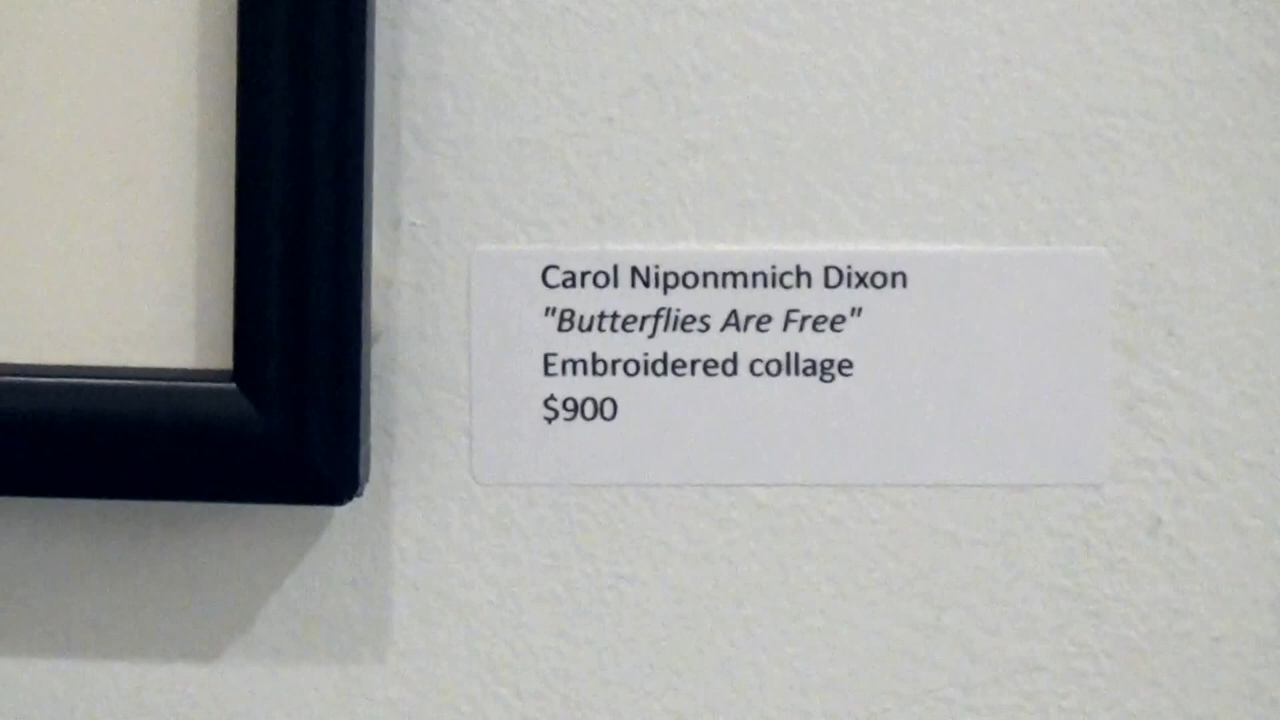 Carol Niponmnich Dixon
"Butterflies Are Free"
Embroidered collage
$900